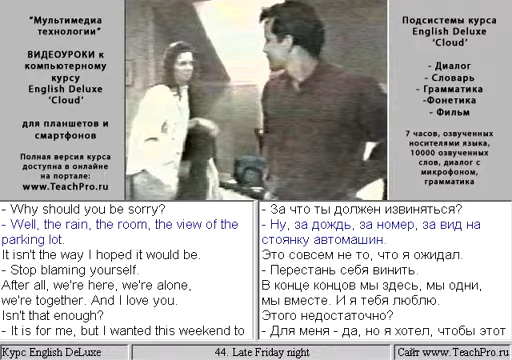 "Мультимедиа
технологии"
ВИДЕОУРОКИ к
компьютерному
курсу
English Deluxe
'Cloud'
для планшетов и
смартфонов
Полная версия курса
доступна в онлайне
на портале:
www.TeachPro.ru
Подсистемы курса
English Deluxe
'Cloud'
- Диалог
- Словарь
- Грамматика
-Фонетика
- Фильм
7 часов, озвученных
носителями языка,
10000 озвученных
слов, диалог с
микрофоном,
грамматика
- Why should you be sorry?
- Well, the rain, the room, the view of the
parking lot.
It isn't the way I hoped it would be.
- Stop blaming yourself.
After all, we're here, we're alone,
we're together. And I love you.
Isn't that enough?
- It is for me, but I wanted this weekend to
- За что ты должен извиняться?
- Ну, за дождь, за номер, за вид на
стоянку автомашин.
Это совсем не то, что я ожидал.
- Перестань себя винить.
В конце концов мы здесь, мы одни,
мы вместе. И я тебя люблю.
Этого недостаточно?
- Для меня - да, но я хотел, чтобы этот
Курс English DeLuxe
44. Late Friday night
Сайт www.TeachPro.ru